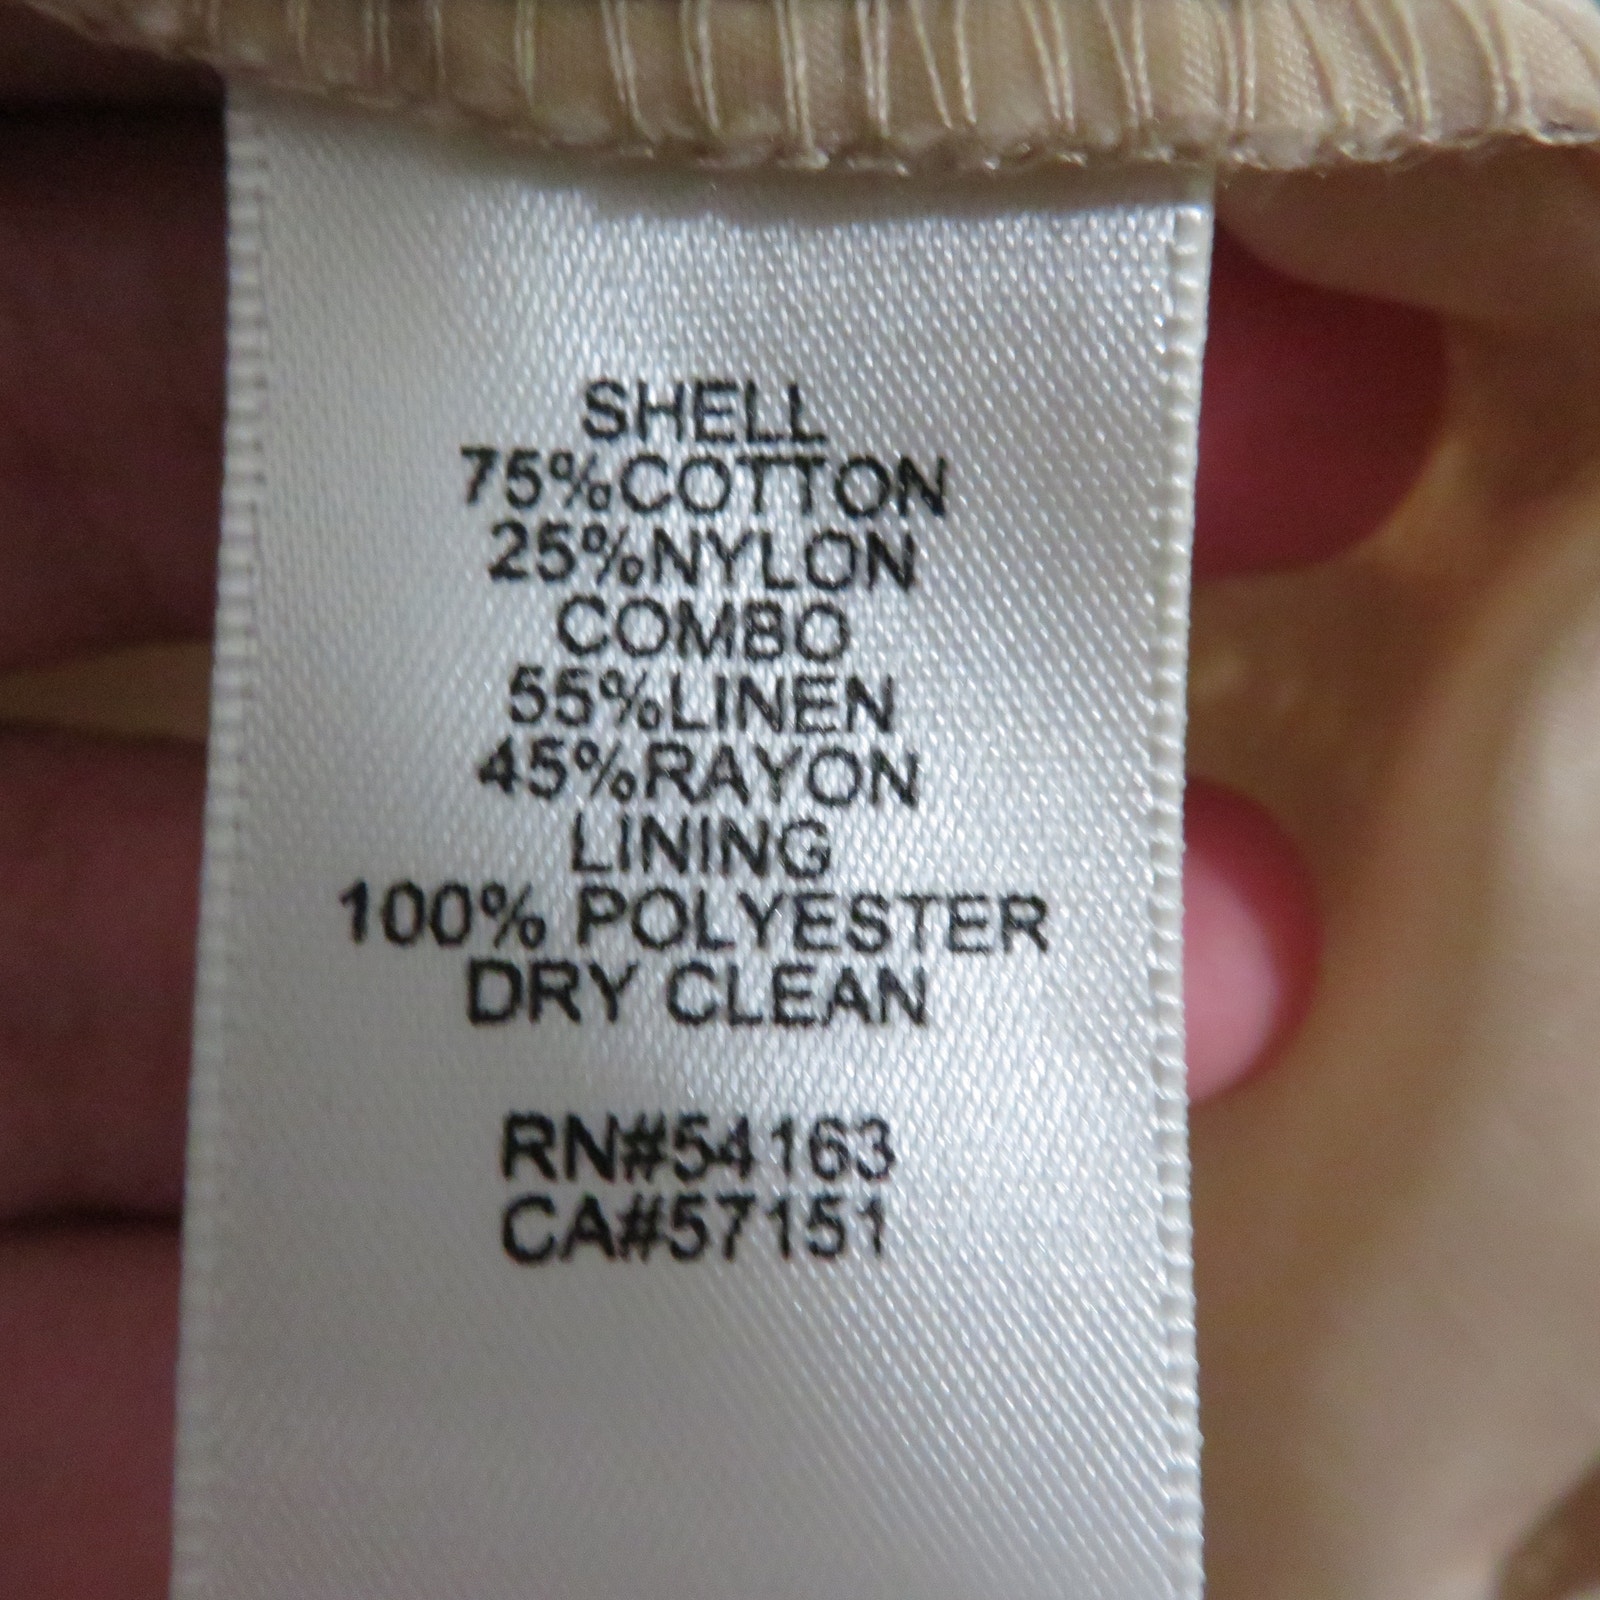 SHELL
75%COTTON
25%NYLON
COMBO
55%LINEN
45%RAYON
LINING
100% POLYESTER
DRY CLEAN
RN#54163
CA#57151